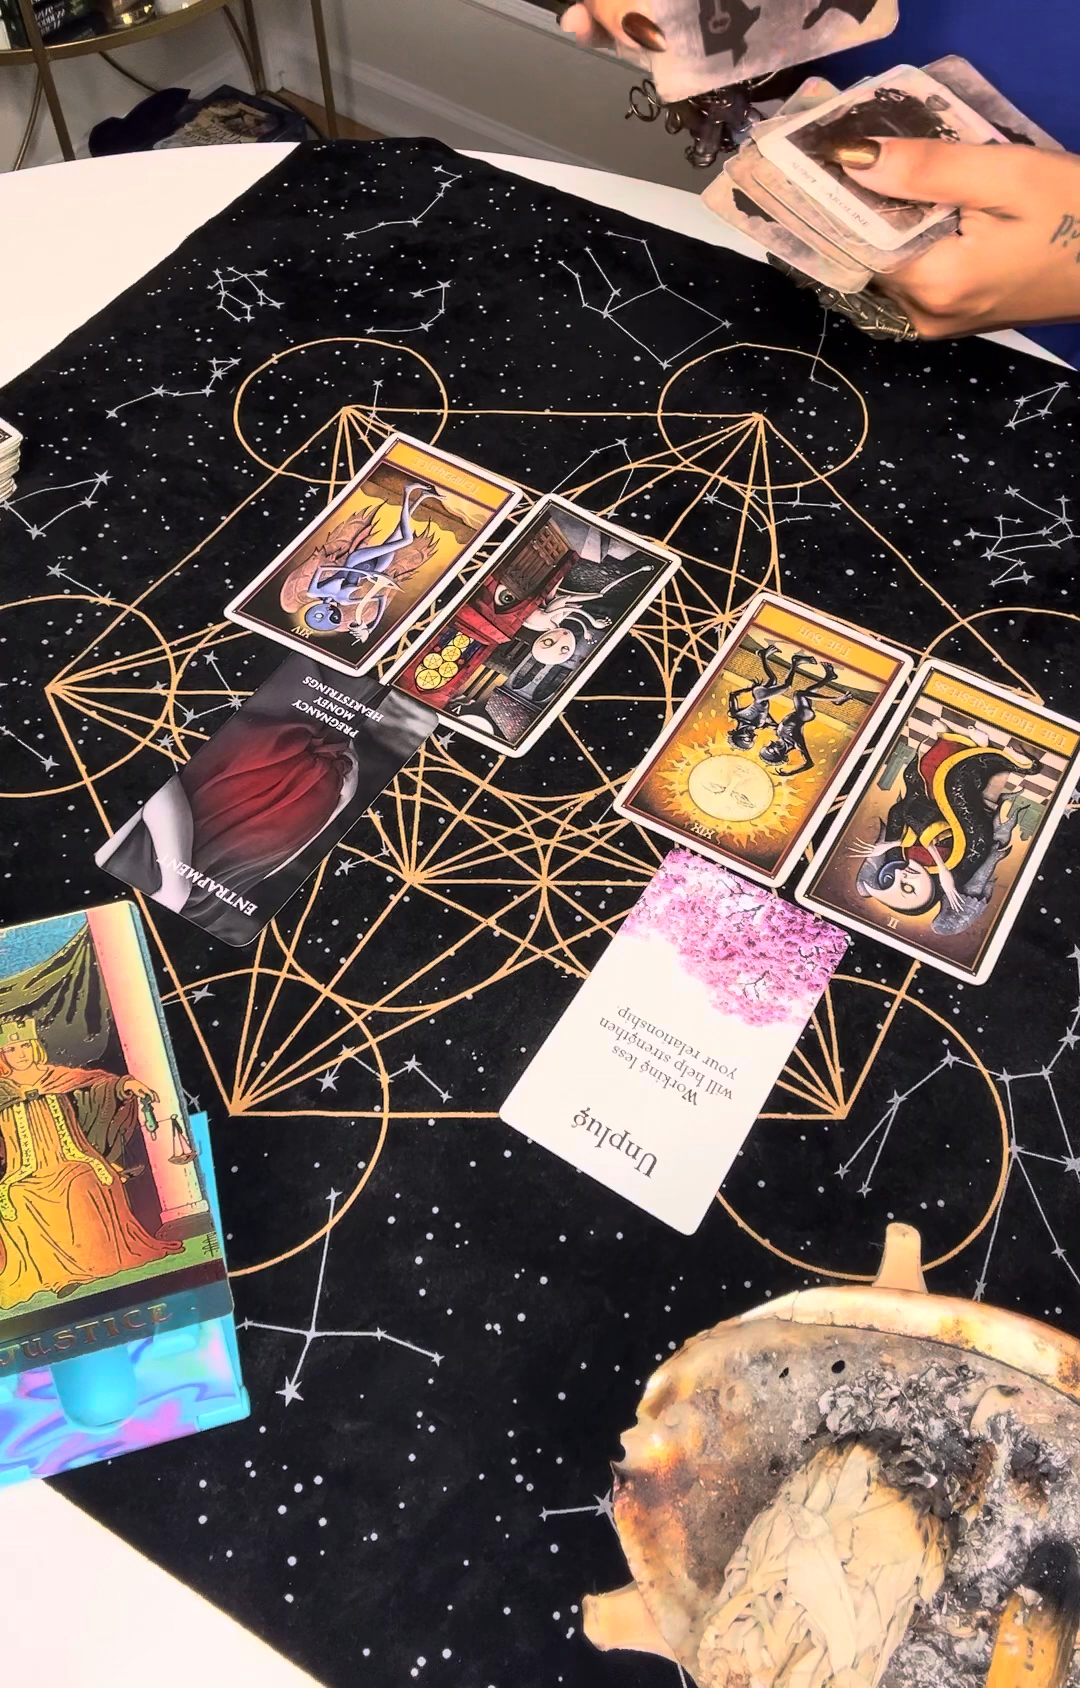 TEMPERANCE
XIV
V
PREGNANCY
MONEY
HEARTSTRINGS
ENTRAPMENT
THE SUN
XIX
THE HIGH PRIESTESS
II
Unplug
Working less
will help strengthen
your relationship.
JUSTICE